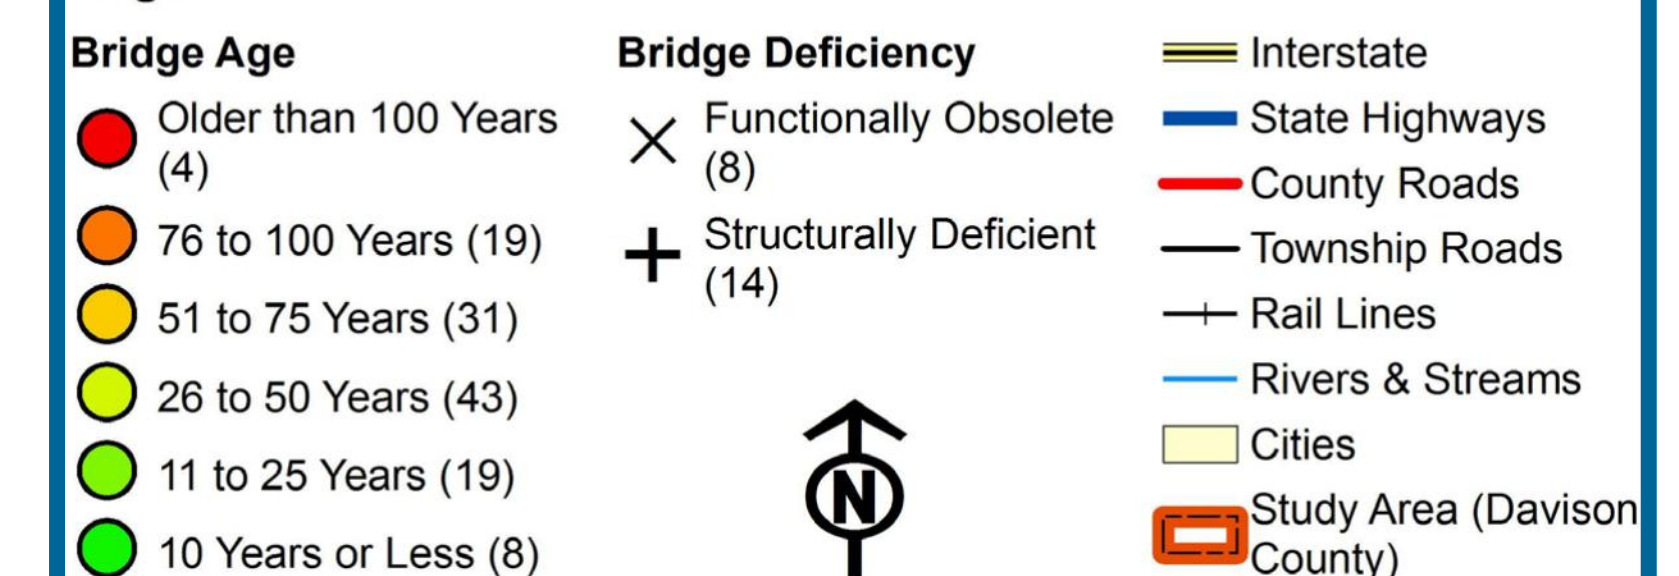 Bridge Age
Older than 100 Years
(4)
76 to 100 Years (19)
51 to 75 Years (31)
26 to 50 Years (43)
11 to 25 Years (19)
10 Years or Less (8)
Bridge Deficiency
Functionally Obsolete
(8)
Structurally Deficient
(14)
N
Interstate
State Highways
County Roads
Township Roads
Rail Lines
Rivers & Streams
Cities
Study Area (Davison
County)